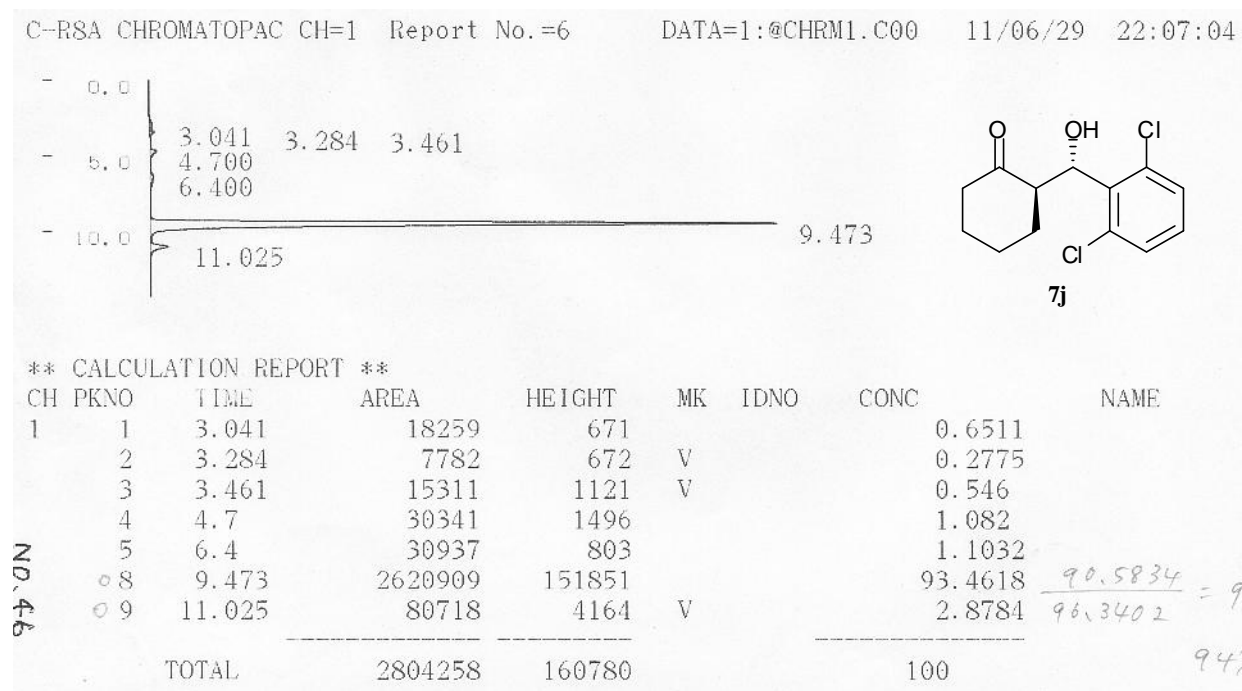 C-R8A CHROMATOPAC CH=1 Report No.=6 DATA=1:@CHRM1.C00 11/06/29 22:07:04
0.0
3.041 3.284 3.461
5.0 4.700
6.400
10.0 9.473
11.025
O OH Cl
Cl
7j
** CALCULATION REPORT **
CH PKNO TIME AREA HEIGHT MK IDNO CONC NAME
1 1 3.041 18259 671 0.6511
2 3.284 7782 672 V 0.2775
3 3.461 15311 1121 V 0.546
4 4.7 30341 1496 1.082
5 6.4 30937 803 1.1032
8 9.473 2620909 151851 93.4618
9 11.025 80718 4164 V 2.8784
90.5834
96.3402 = 9
TOTAL 2804258 160780 100
94%
NO.46